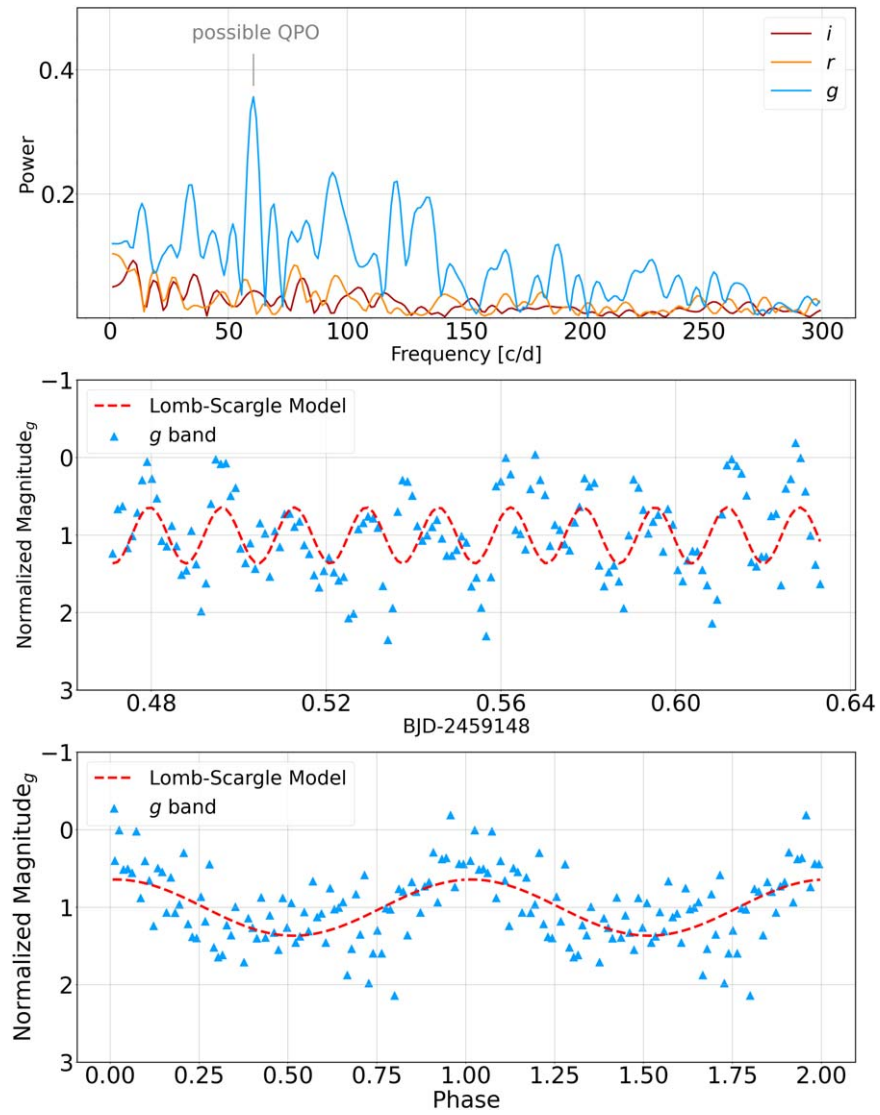 possible QPO
i
r
g
0.4
0.2
Power
0 50 100 150 200 250 300
Frequency [c/d]
−1
0
1
2
3
Normalized Magnitude_g
Lomb-Scargle Model
g band
0.48 0.52 0.56 0.60 0.64
BJD-2459148
−1
0
1
2
3
Normalized Magnitude_g
Lomb-Scargle Model
g band
0.00 0.25 0.50 0.75 1.00 1.25 1.50 1.75 2.00
Phase